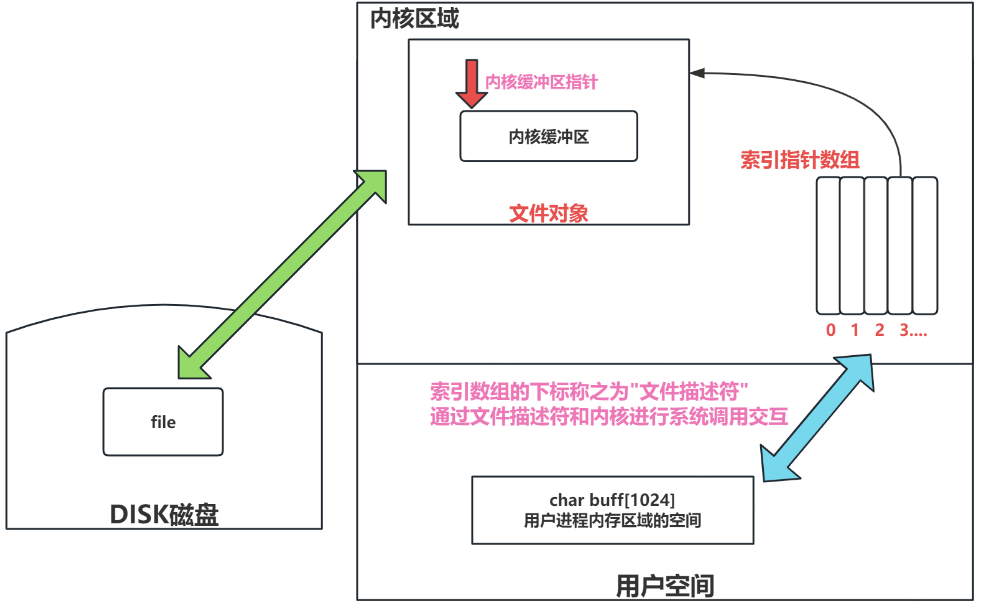 内核区域
内核缓冲区指针
内核缓冲区
文件对象
索引指针数组
0 1 2 3....
索引数组的下标称之为"文件描述符"
通过文件描述符和内核进行系统调用交互
file
DISK磁盘
char buff[1024]
用户进程内存区域的空间
用户空间